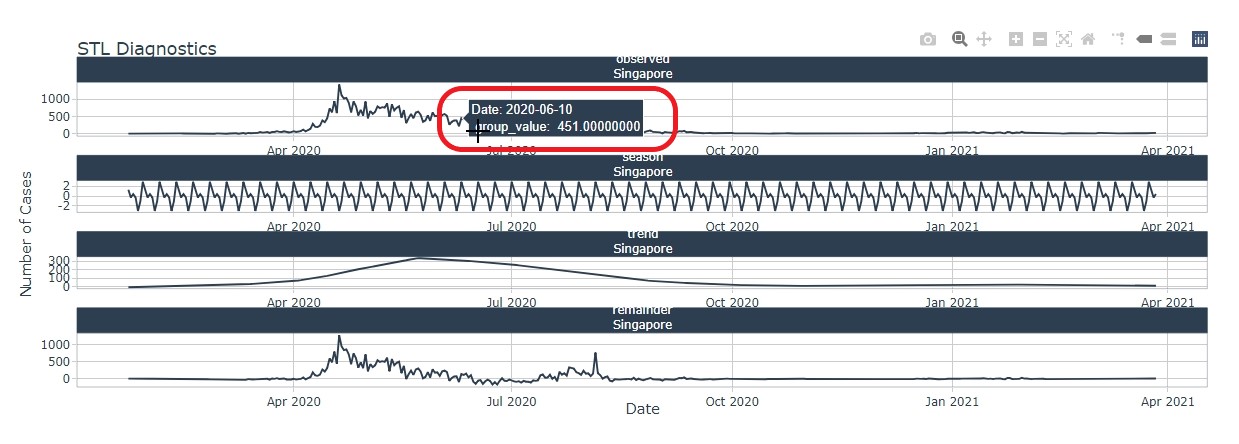 STL Diagnostics
observed
Singapore
1000
500
0
Date: 2020-06-10
group_value: 451.00000000
Apr 2020
Jul 2020
Oct 2020
Jan 2021
Apr 2021
season
Singapore
2
0
-2
Apr 2020
Jul 2020
Oct 2020
Jan 2021
Apr 2021
trend
Singapore
300
200
100
0
Apr 2020
Jul 2020
Oct 2020
Jan 2021
Apr 2021
remainder
Singapore
1000
500
0
Apr 2020
Jul 2020
Oct 2020
Jan 2021
Apr 2021
Number of Cases
Date